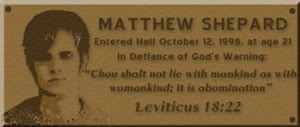 MATTHEW SHEPARD
Entered Hell October 12, 1998, at age 21
In Defiance of God's Warning:
"Thou shalt not lie with mankind as with
womankind; it is abomination"
Leviticus 18:22